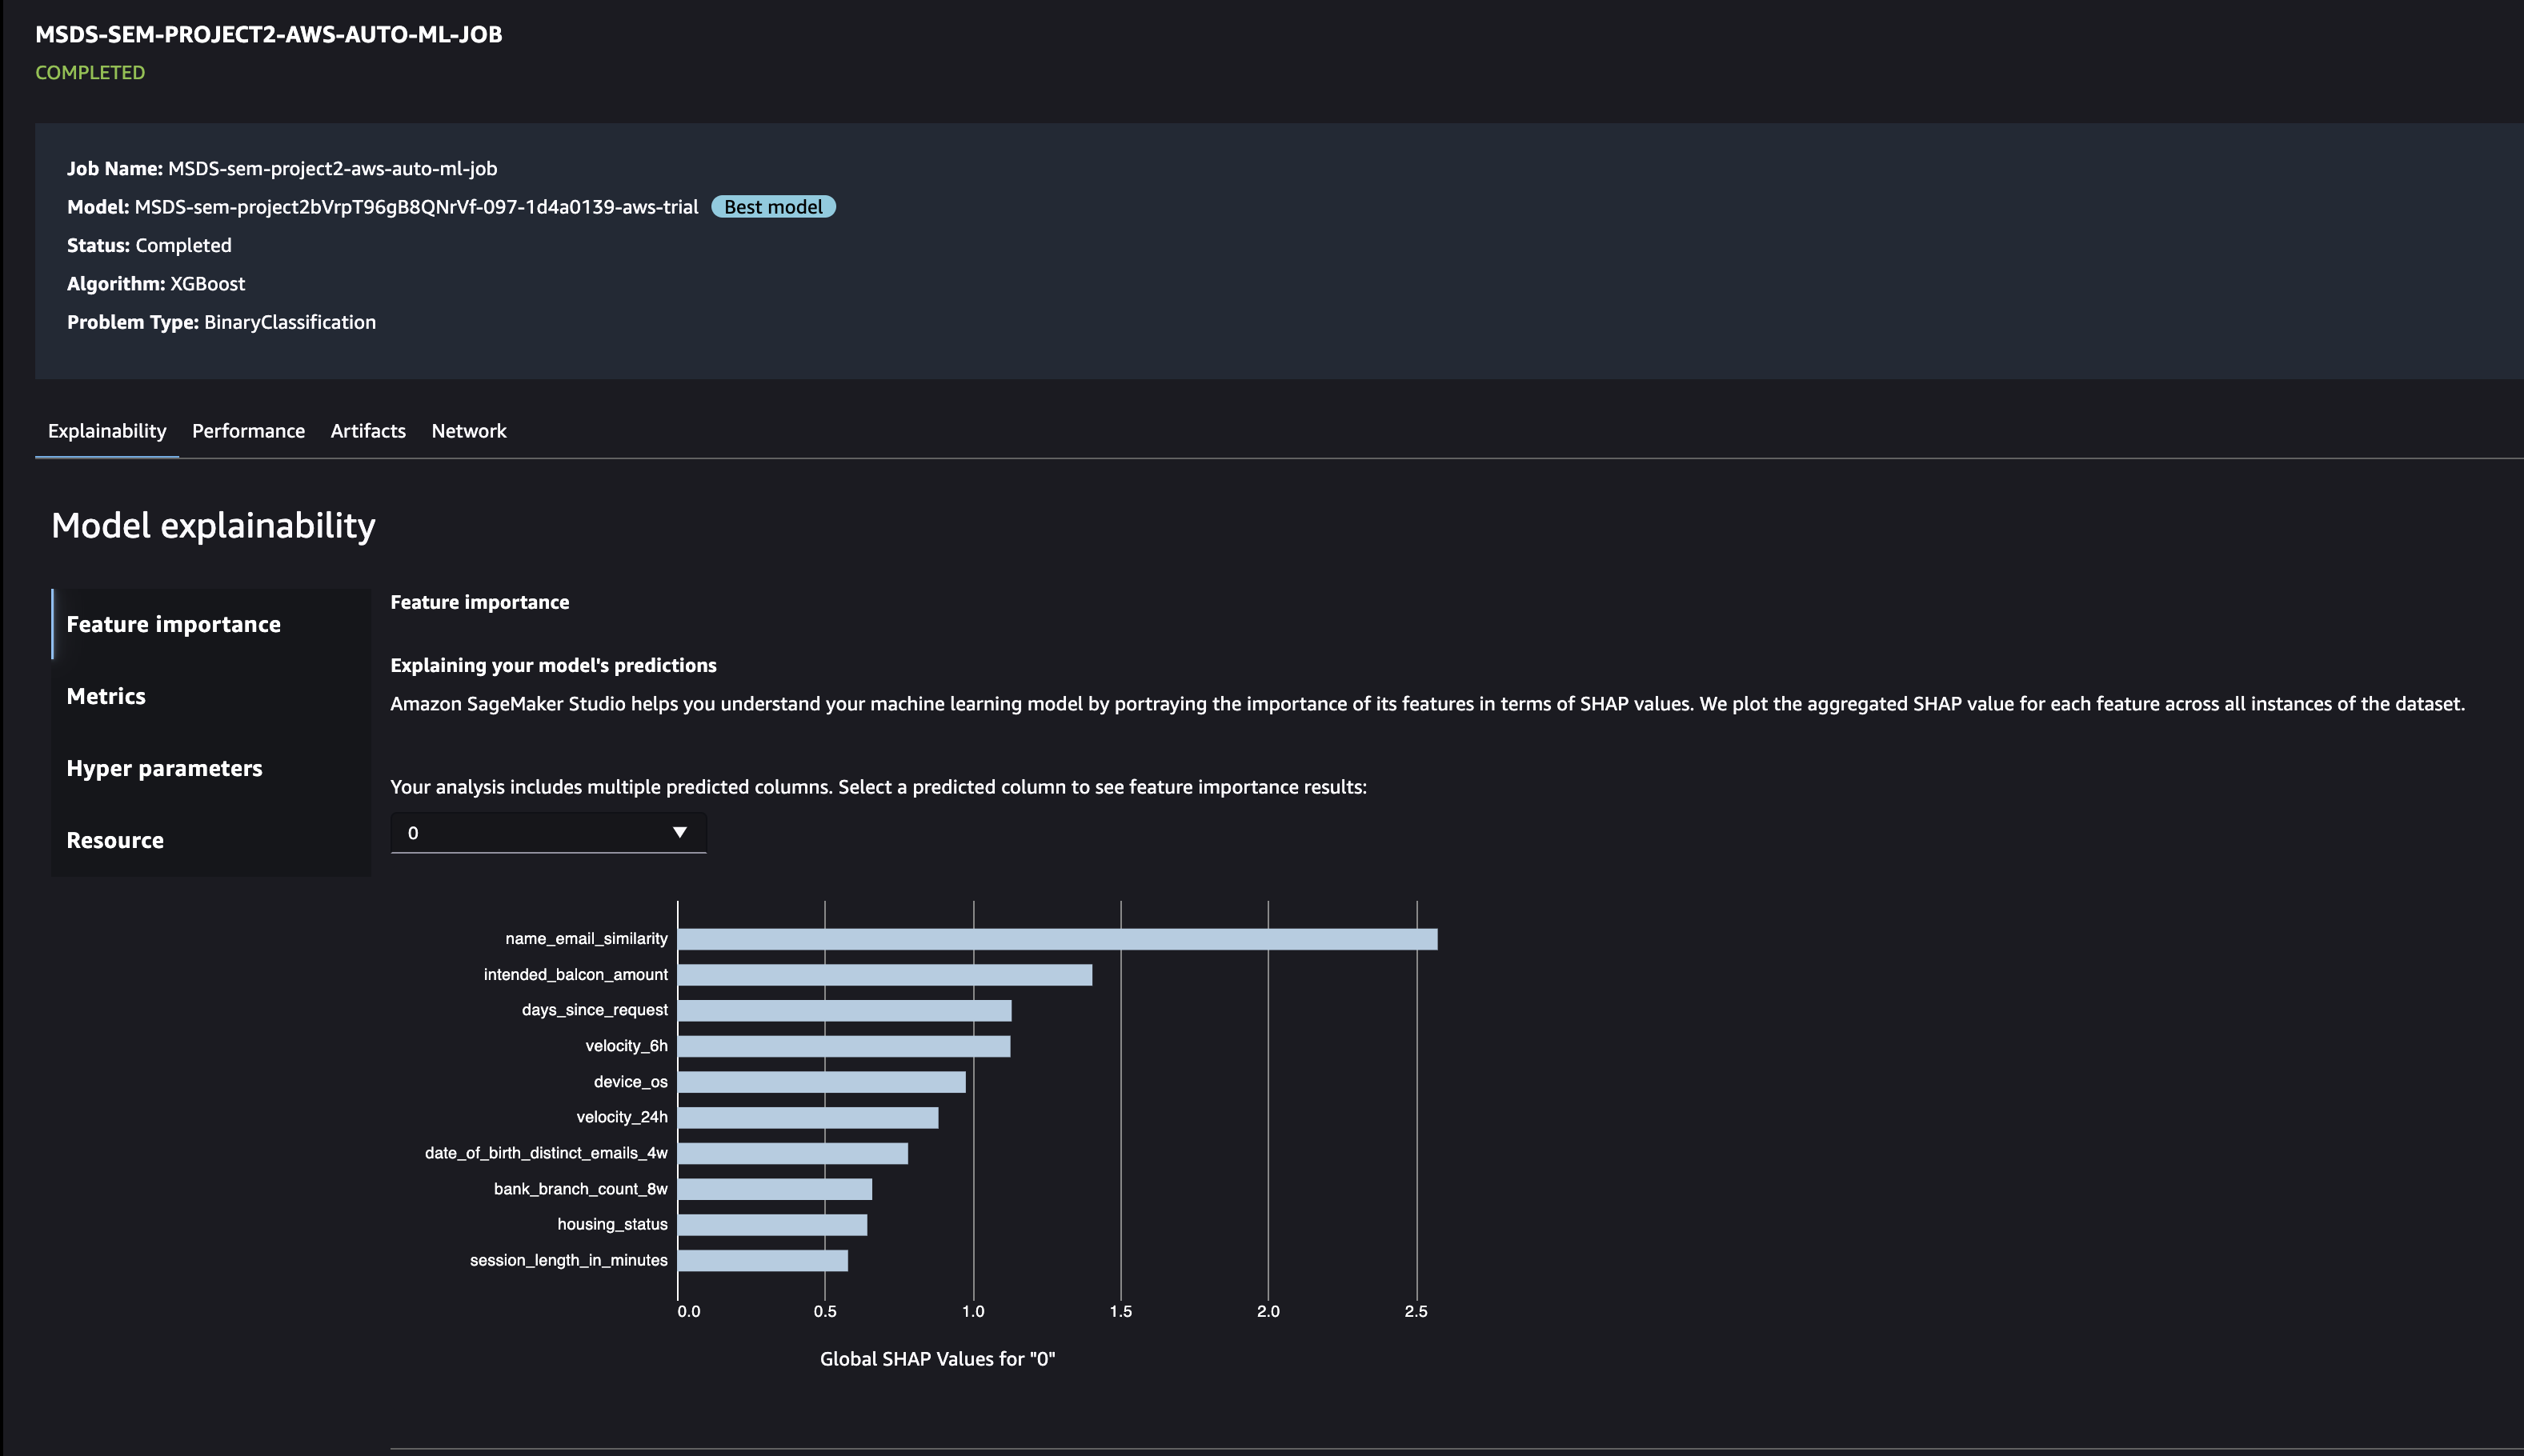 MSDS-SEM-PROJECT2-AWS-AUTO-ML-JOB
COMPLETED
Job Name: MSDS-sem-project2-aws-auto-ml-job
Model: MSDS-sem-project2bVrpT96gB8QNrVf-097-1d4a0139-aws-trial Best model
Status: Completed
Algorithm: XGBoost
Problem Type: BinaryClassification
Explainability Performance Artifacts Network
Model explainability
Feature importance
Metrics
Hyper parameters
Resource
Feature importance
Explaining your model's predictions
Amazon SageMaker Studio helps you understand your machine learning model by portraying the importance of its features in terms of SHAP values. We plot the aggregated SHAP value for each feature across all instances of the dataset.
Your analysis includes multiple predicted columns. Select a predicted column to see feature importance results:
0
name_email_similarity
intended_balcon_amount
days_since_request
velocity_6h
device_os
velocity_24h
date_of_birth_distinct_emails_4w
bank_branch_count_8w
housing_status
session_length_in_minutes
0.0 0.5 1.0 1.5 2.0 2.5
Global SHAP Values for "0"